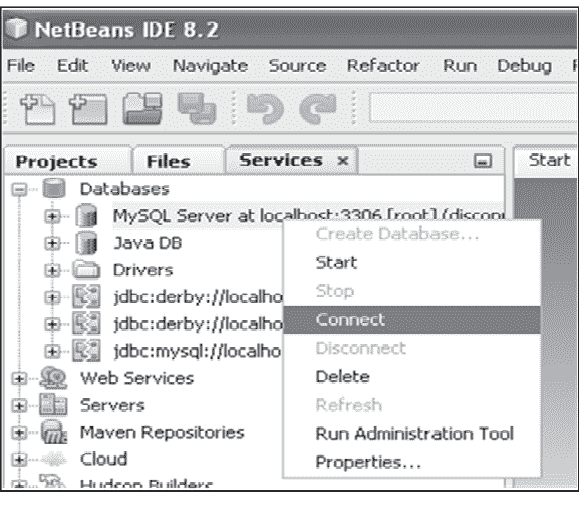 NetBeans IDE 8.2
File Edit View Navigate Source Refactor Run Debug
Projects Files Services × Start
Databases
MySQL Server at localhost:3306 [root]
Create Database...
Java DB
Start
Drivers
Stop
jdbc:derby://localho
Connect
jdbc:derby://localho
Disconnect
jdbc:mysql://localho
Delete
Web Services
Refresh
Servers
Run Administration Tool
Maven Repositories
Properties...
Cloud
Hudson Builders